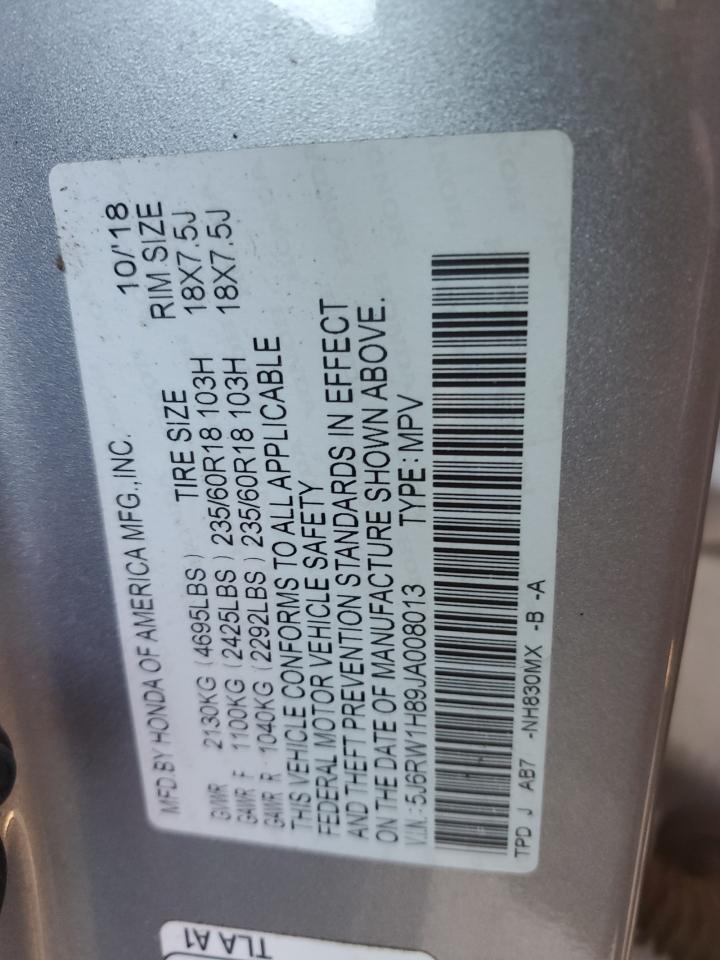 MFD.BY HONDA OF AMERICA MFG.,INC. 10/'18
TIRE SIZE RIM SIZE
GVWR 2130KG (4695LBS)
GAWR F 1100KG (2425LBS) 235/60R18 103H 18X7.5J
GAWR R 1040KG (2292LBS) 235/60R18 103H 18X7.5J
THIS VEHICLE CONFORMS TO ALL APPLICABLE
FEDERAL MOTOR VEHICLE SAFETY
AND THEFT PREVENTION STANDARDS IN EFFECT
ON THE DATE OF MANUFACTURE SHOWN ABOVE.
V.I.N.: 5J6RW1H89JA008013 TYPE: MPV
TPD J AB7 -NH830MX -B -A
TLA A1